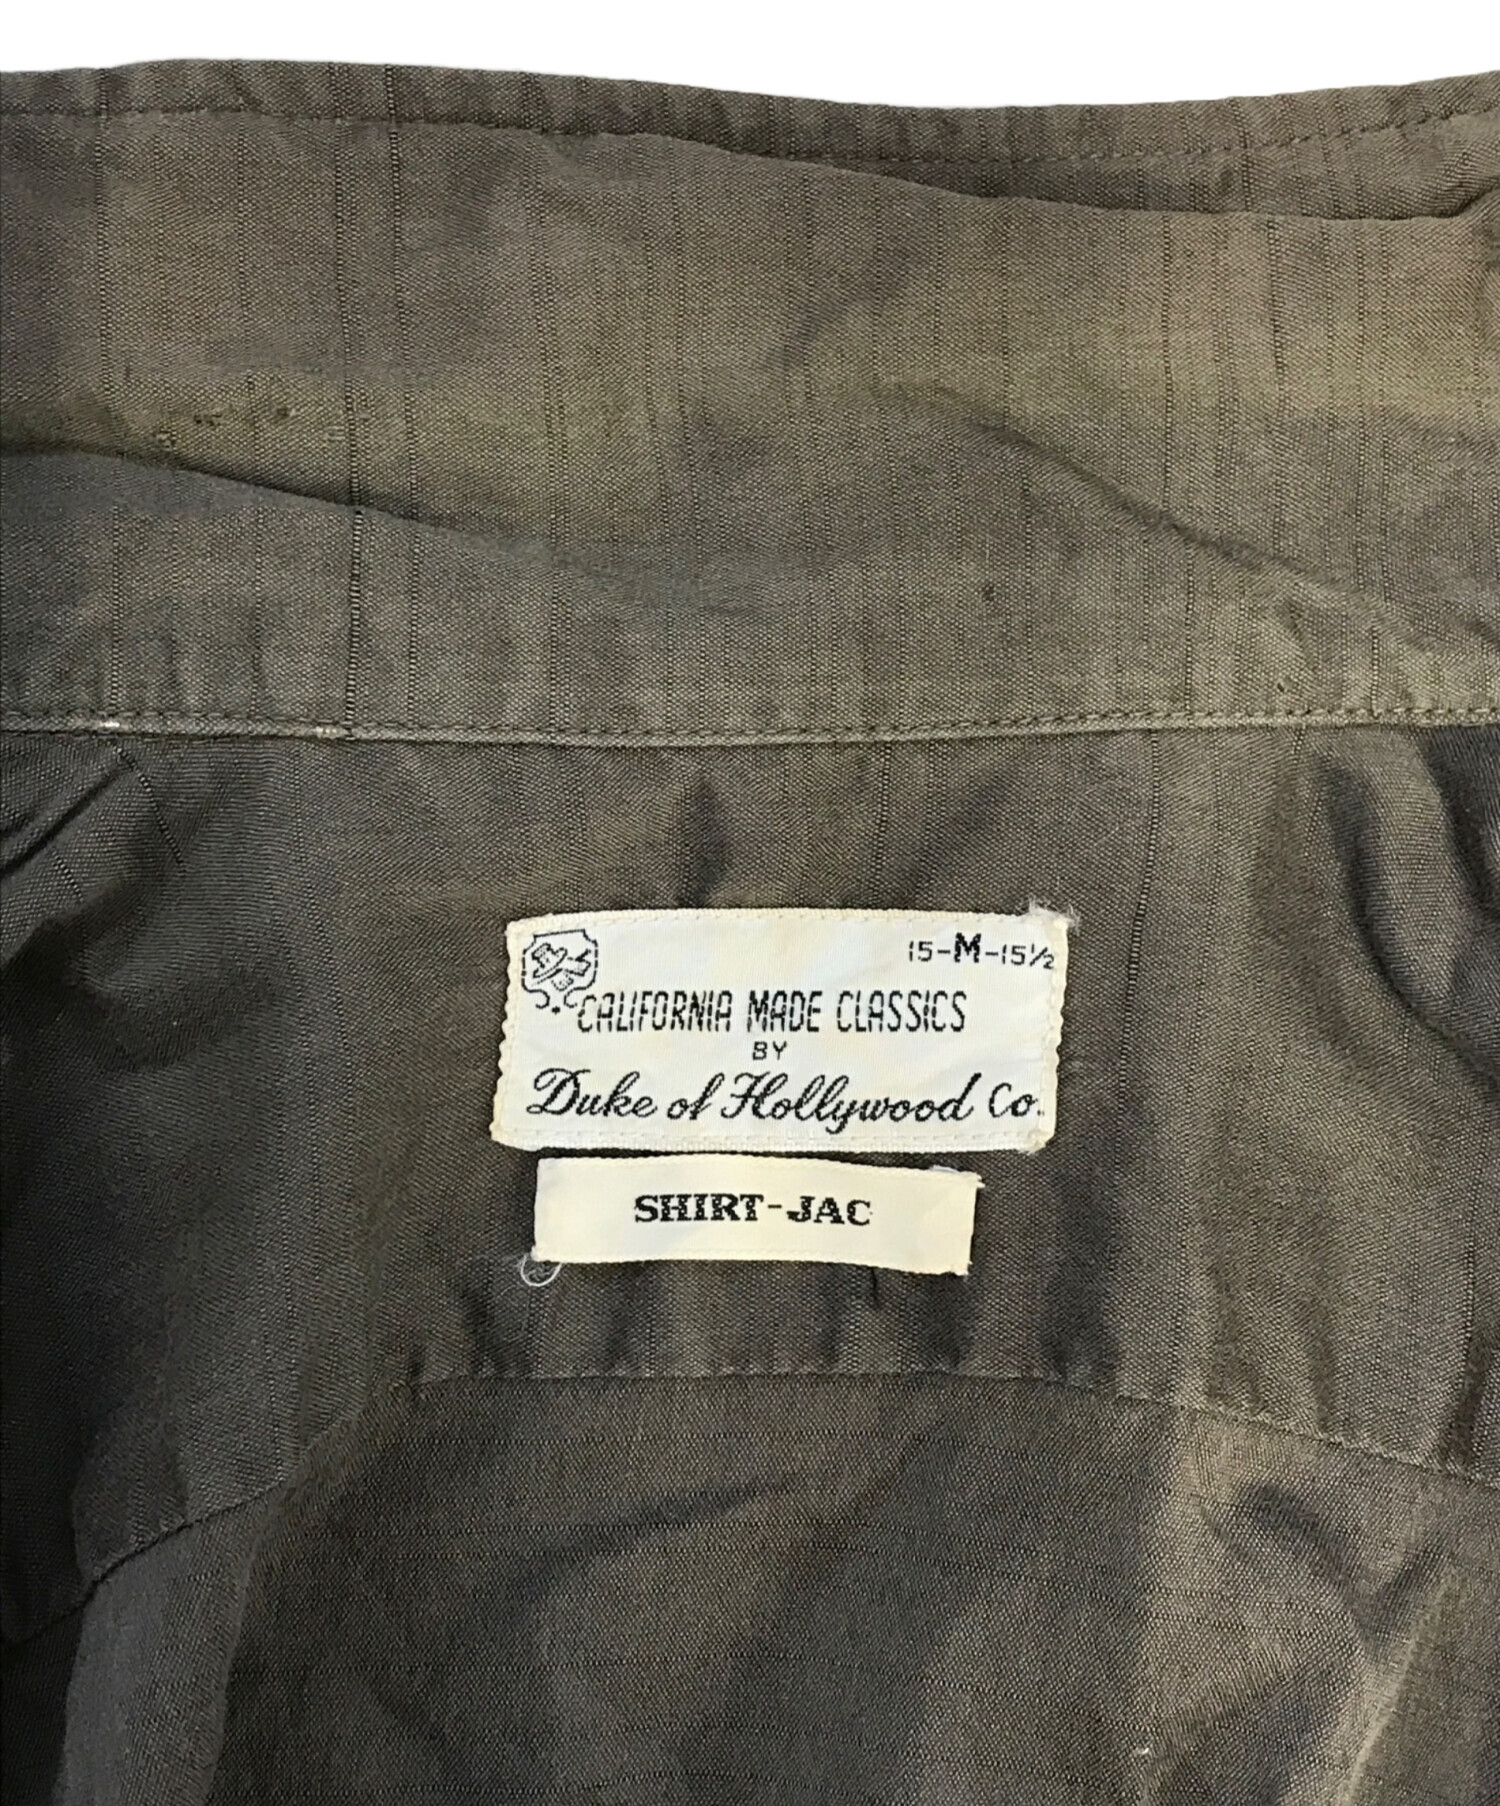 15-M-15½
CALIFORNIA MADE CLASSICS
BY
Duke of Hollywood Co.
SHIRT-JAC